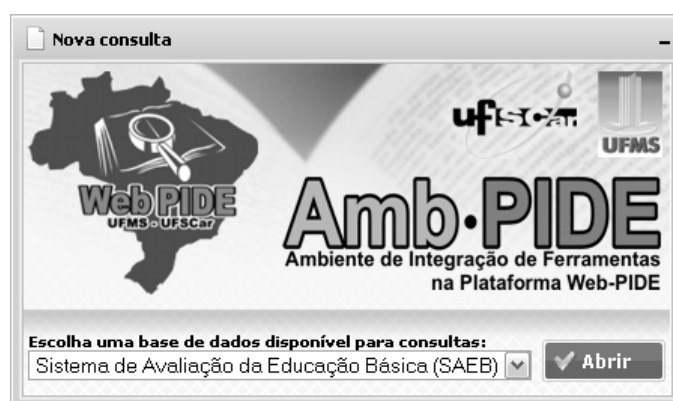 Nova consulta
ufscar
UFMS
Web PIDE
UFMS - UFSCar
Amb•PIDE
Ambiente de Integração de Ferramentas
na Plataforma Web-PIDE
Escolha uma base de dados disponível para consultas:
Sistema de Avaliação da Educação Básica (SAEB)
Abrir